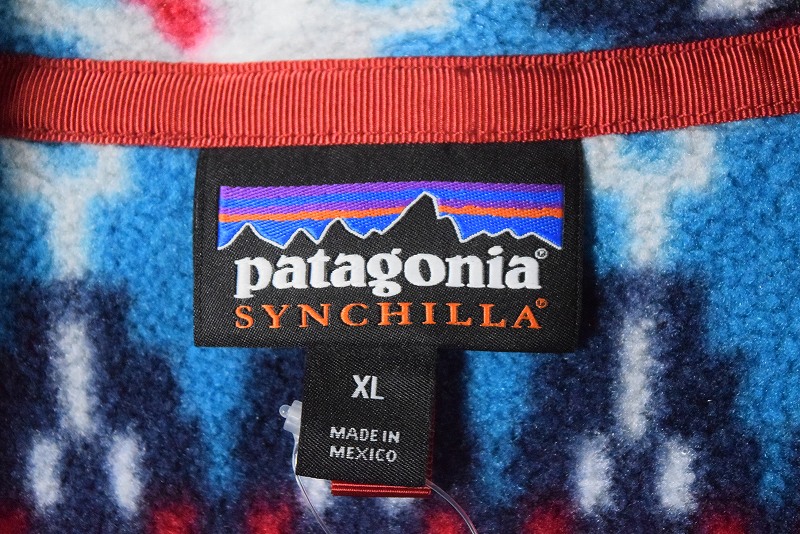 patagonia®
SYNCHILLA®
XL
MADE IN
MEXICO